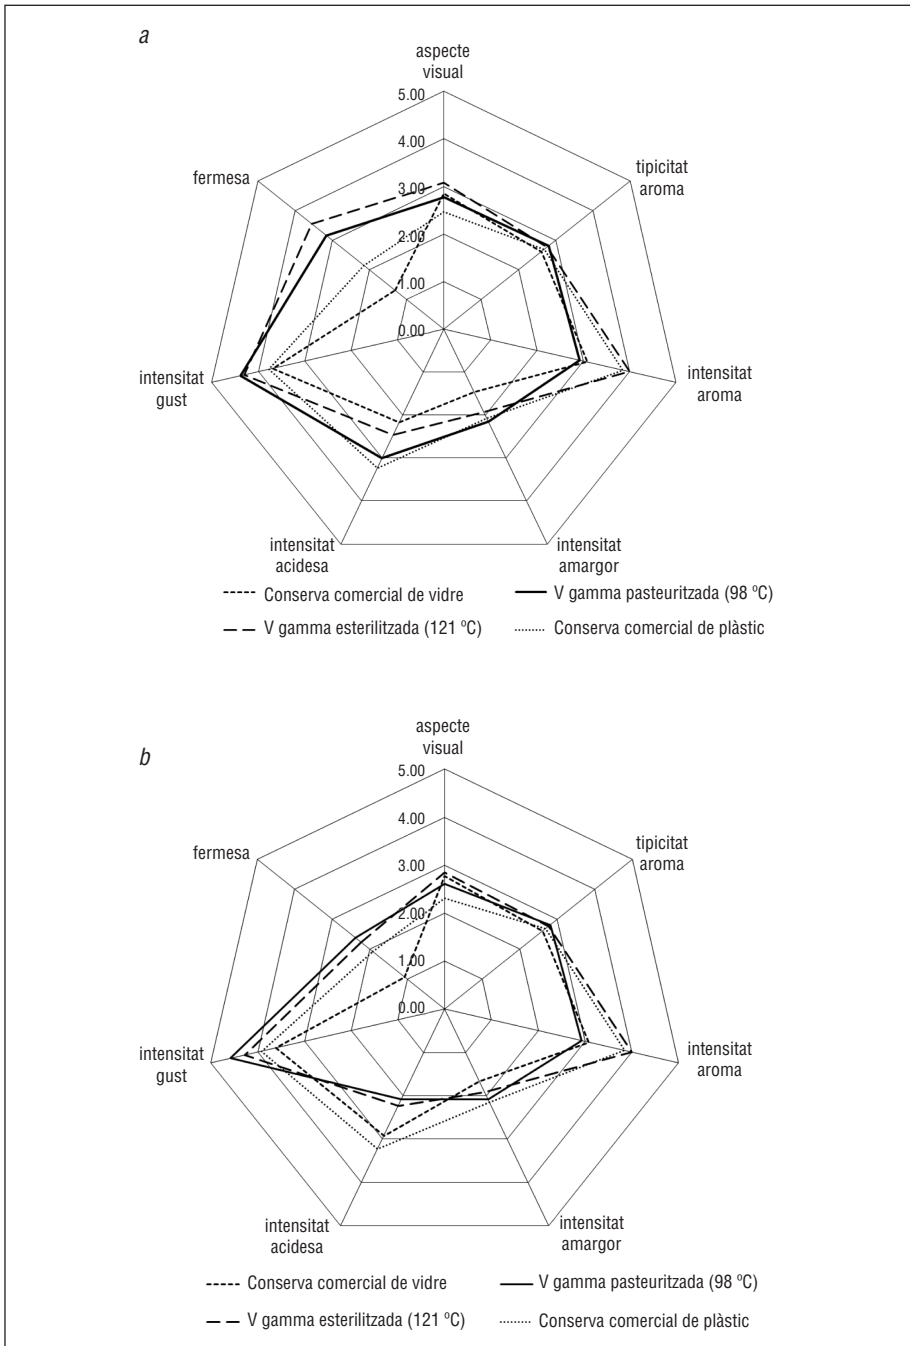 a
aspecte
visual
5.00
4.00
3.00
2.00
1.00
0.00
tipicitat
aroma
intensitat
aroma
intensitat
amargor
intensitat
acidesa
intensitat
gust
fermesa
Conserva comercial de vidre
V gamma pasteuritzada (98 ºC)
V gamma esterilitzada (121 ºC)
Conserva comercial de plàstic
b
aspecte
visual
5.00
4.00
3.00
2.00
1.00
0.00
tipicitat
aroma
intensitat
aroma
intensitat
amargor
intensitat
acidesa
intensitat
gust
fermesa
Conserva comercial de vidre
V gamma pasteuritzada (98 ºC)
V gamma esterilitzada (121 ºC)
Conserva comercial de plàstic